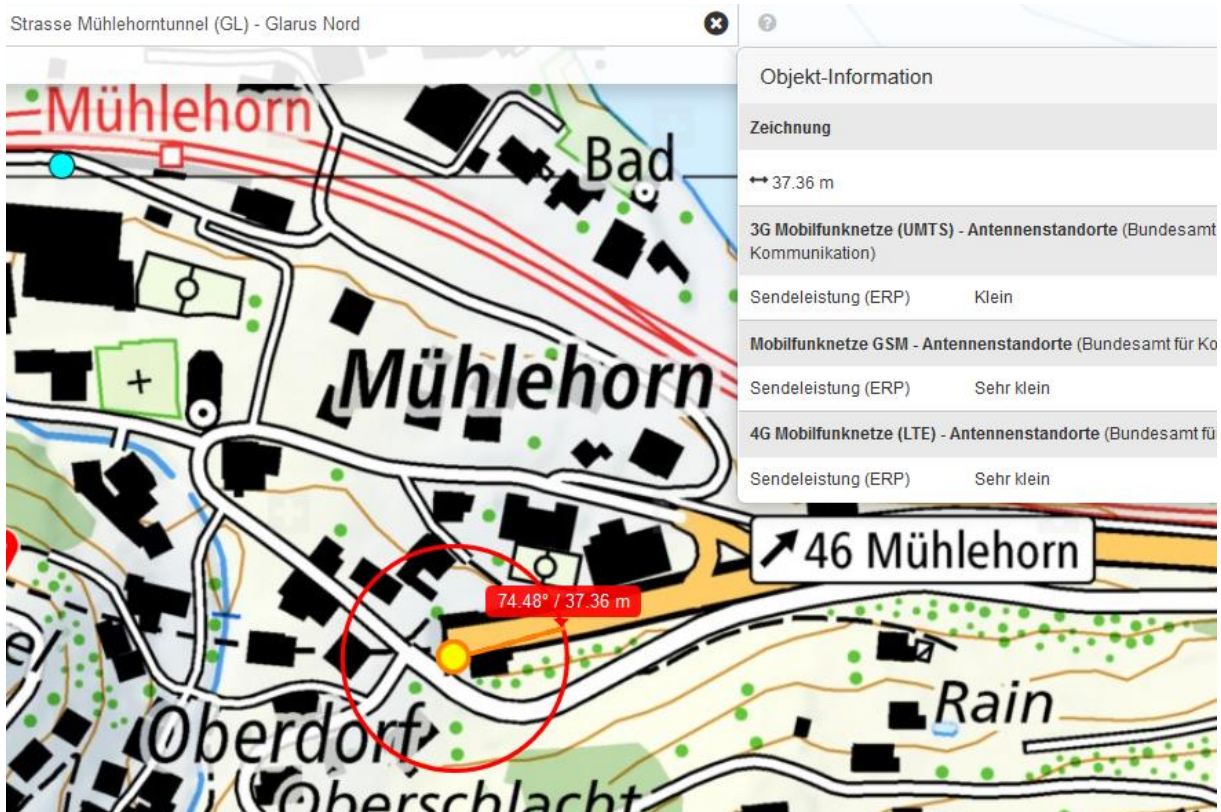 Strasse Mühlehorntunnel (GL) - Glarus Nord
Objekt-Information
Zeichnung
37.36 m
3G Mobilfunknetze (UMTS) - Antennenstandorte (Bundesamt
Kommunikation)
Sendeleistung (ERP) Klein
Mobilfunknetze GSM - Antennenstandorte (Bundesamt für Ko
Sendeleistung (ERP) Sehr klein
4G Mobilfunknetze (LTE) - Antennenstandorte (Bundesamt fü
Sendeleistung (ERP) Sehr klein
Mühlehorn
Bad
Mühlehorn
46 Mühlehorn
74.48° / 37.36 m
Rain
Oberdorf
Oberschlacht